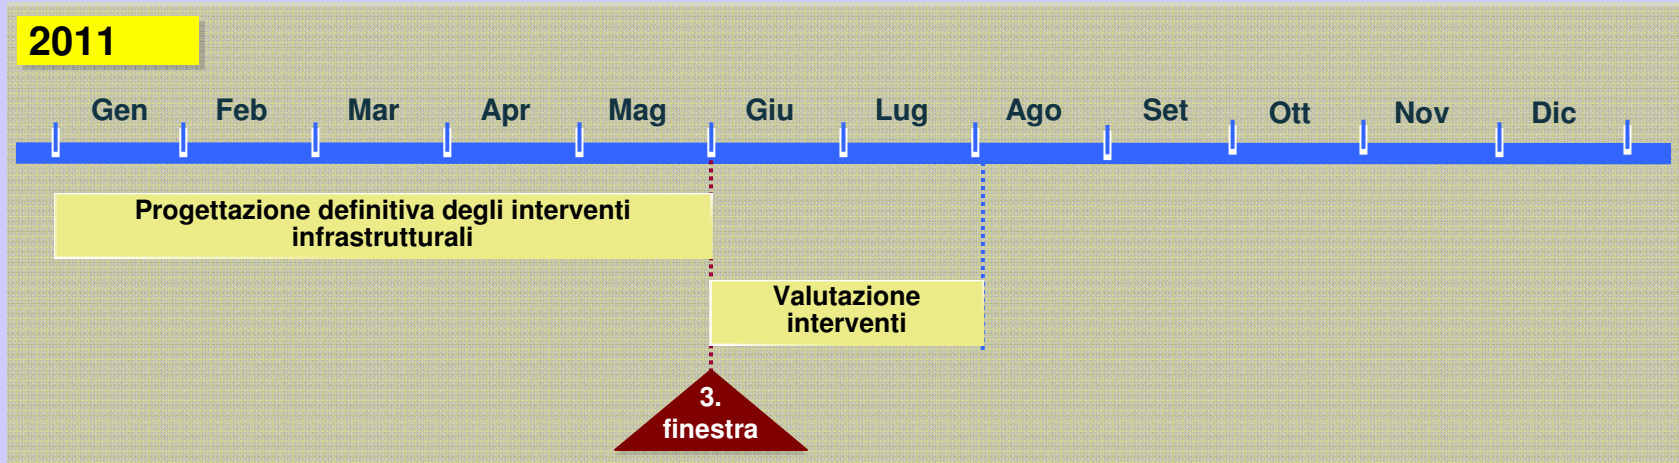 2011
Gen Feb Mar Apr Mag Giu Lug Ago Set Ott Nov Dic
Progettazione definitiva degli interventi
infrastrutturali
Valutazione
interventi
3.
finestra